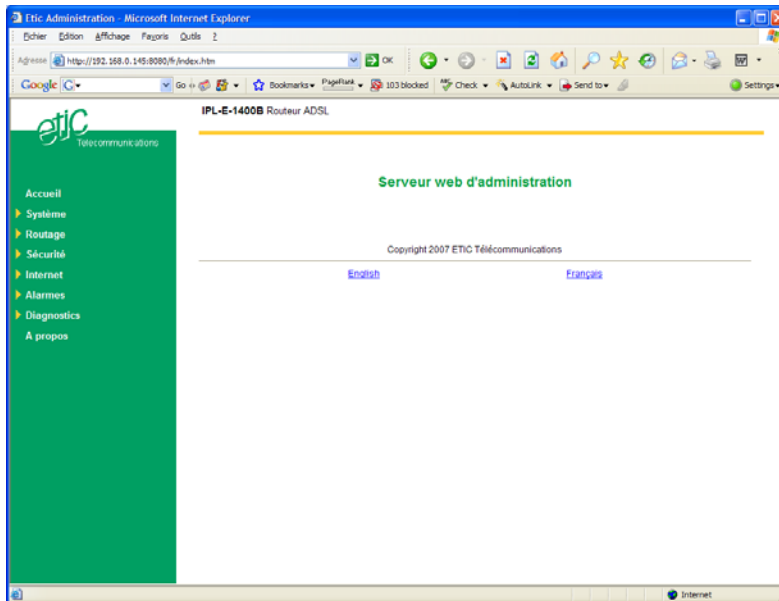 Etic Administration - Microsoft Internet Explorer
Fichier Edition Affichage Favoris Outils ?
Adresse http://192.168.0.145:8080/fr/index.htm OK
Google G Go Bookmarks PageRank 103 blocked Check AutoLink Send to Settings
etic
Telecommunications
IPL-E-1400B Routeur ADSL
Serveur web d'administration
Accueil
Système
Routage
Sécurité
Internet
Alarmes
Diagnostics
A propos
Copyright 2007 ETIC Télécommunications
English Français
Internet